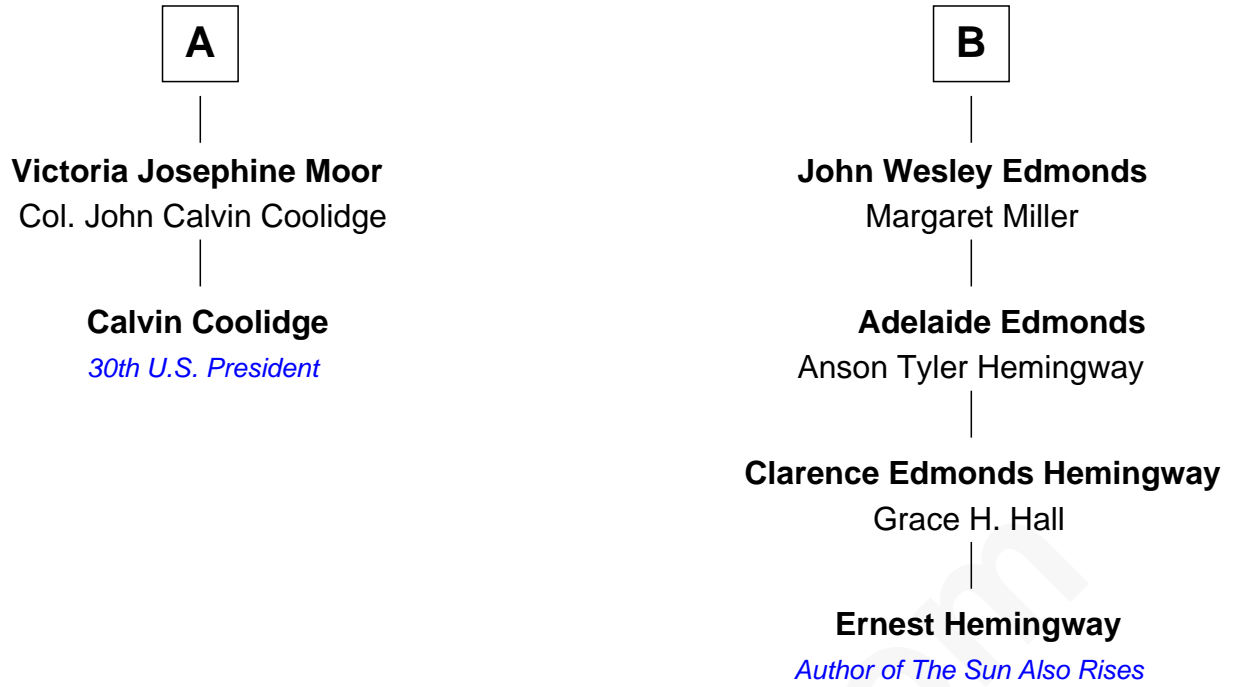 A
Victoria Josephine Moor
Col. John Calvin Coolidge
Calvin Coolidge
30th U.S. President
B
John Wesley Edmonds
Margaret Miller
Adelaide Edmonds
Anson Tyler Hemingway
Clarence Edmonds Hemingway
Grace H. Hall
Ernest Hemingway
Author of The Sun Also Rises